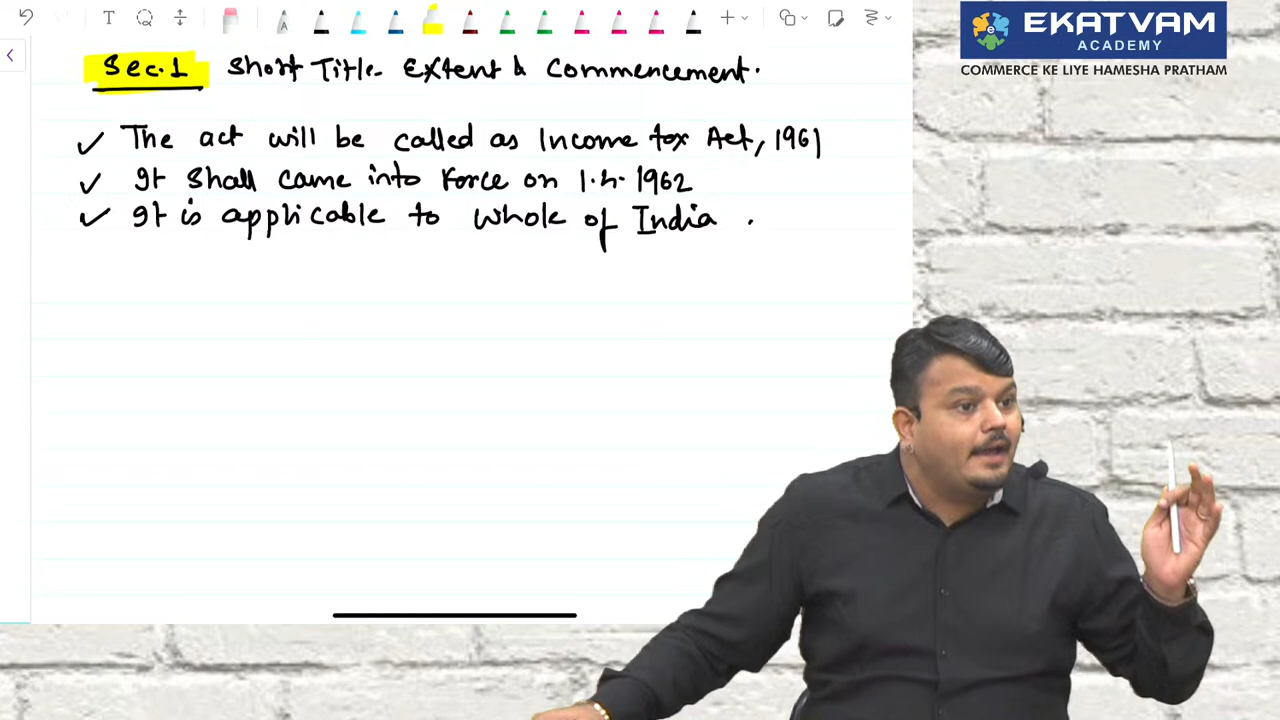 EKATVAM
ACADEMY
COMMERCE KE LIYE HAMESHA PRATHAM
Sec.1 Short Title Extent & Commencement.
✓ The act will be called as Income tax Act, 1961
✓ It shall came into Force on 1.4.1962
✓ It is applicable to whole of India.